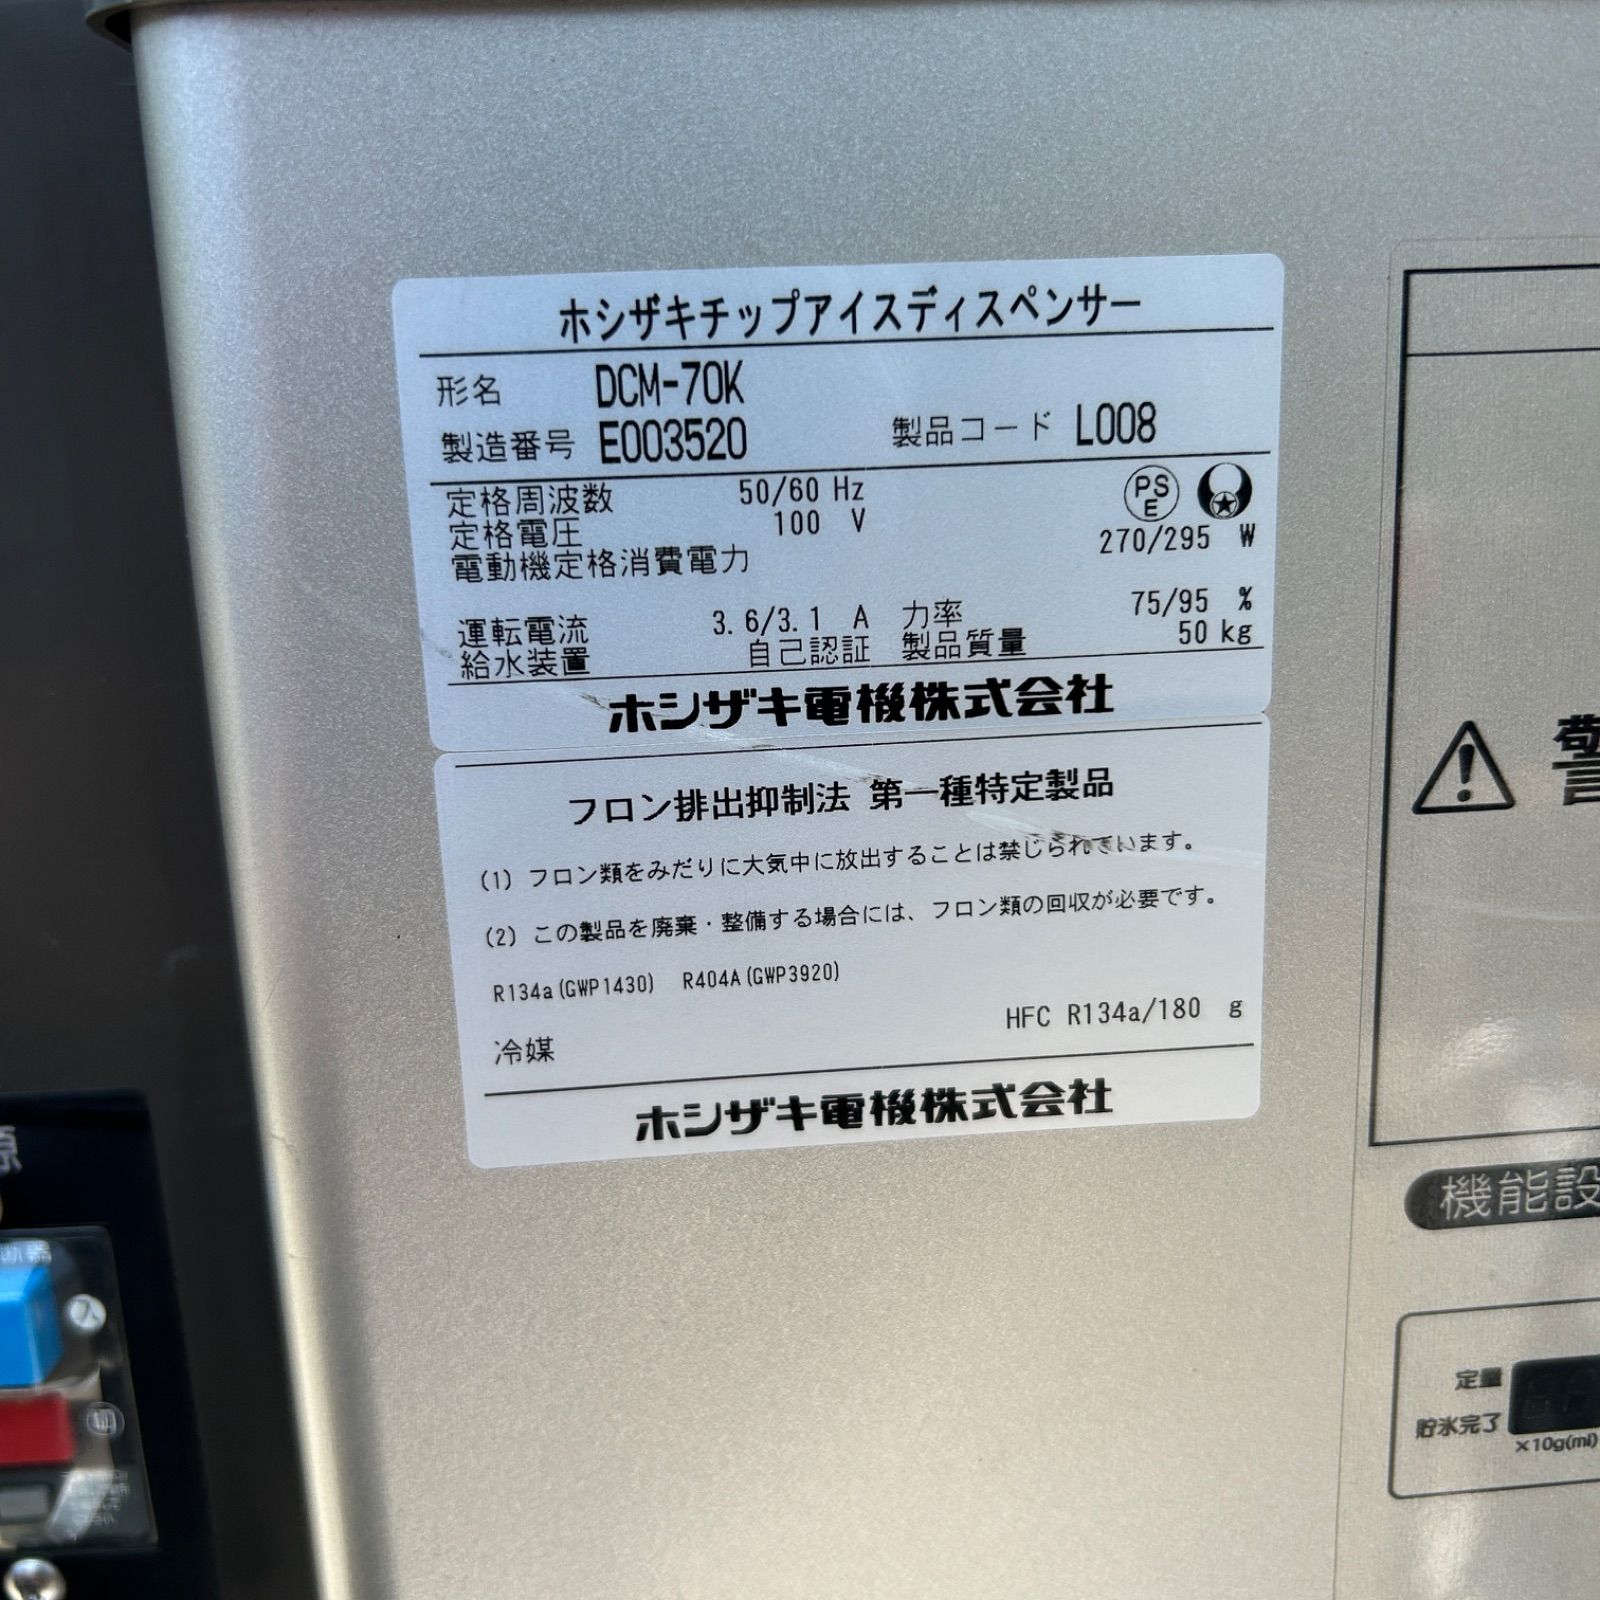 ホシザキチップアイスディスペンサー
形名 DCM-70K
製造番号 E003520 製品コード L008
定格周波数 50/60 Hz
PS E
定格電圧 100 V
電動機定格消費電力 270/295 W
運転電流 3.6/3.1 A 力率 75/95 %
給水装置 自己認証 製品質量 50 kg
ホシザキ電機株式会社
フロン排出抑制法 第一種特定製品
(1) フロン類をみだりに大気中に放出することは禁じられています。
(2) この製品を廃棄・整備する場合には、フロン類の回収が必要です。
R134a(GWP1430) R404A(GWP3920)
冷媒 HFC R134a/180 g
ホシザキ電機株式会社
警
機能設
定量
貯氷完了
×10g(ml)
入